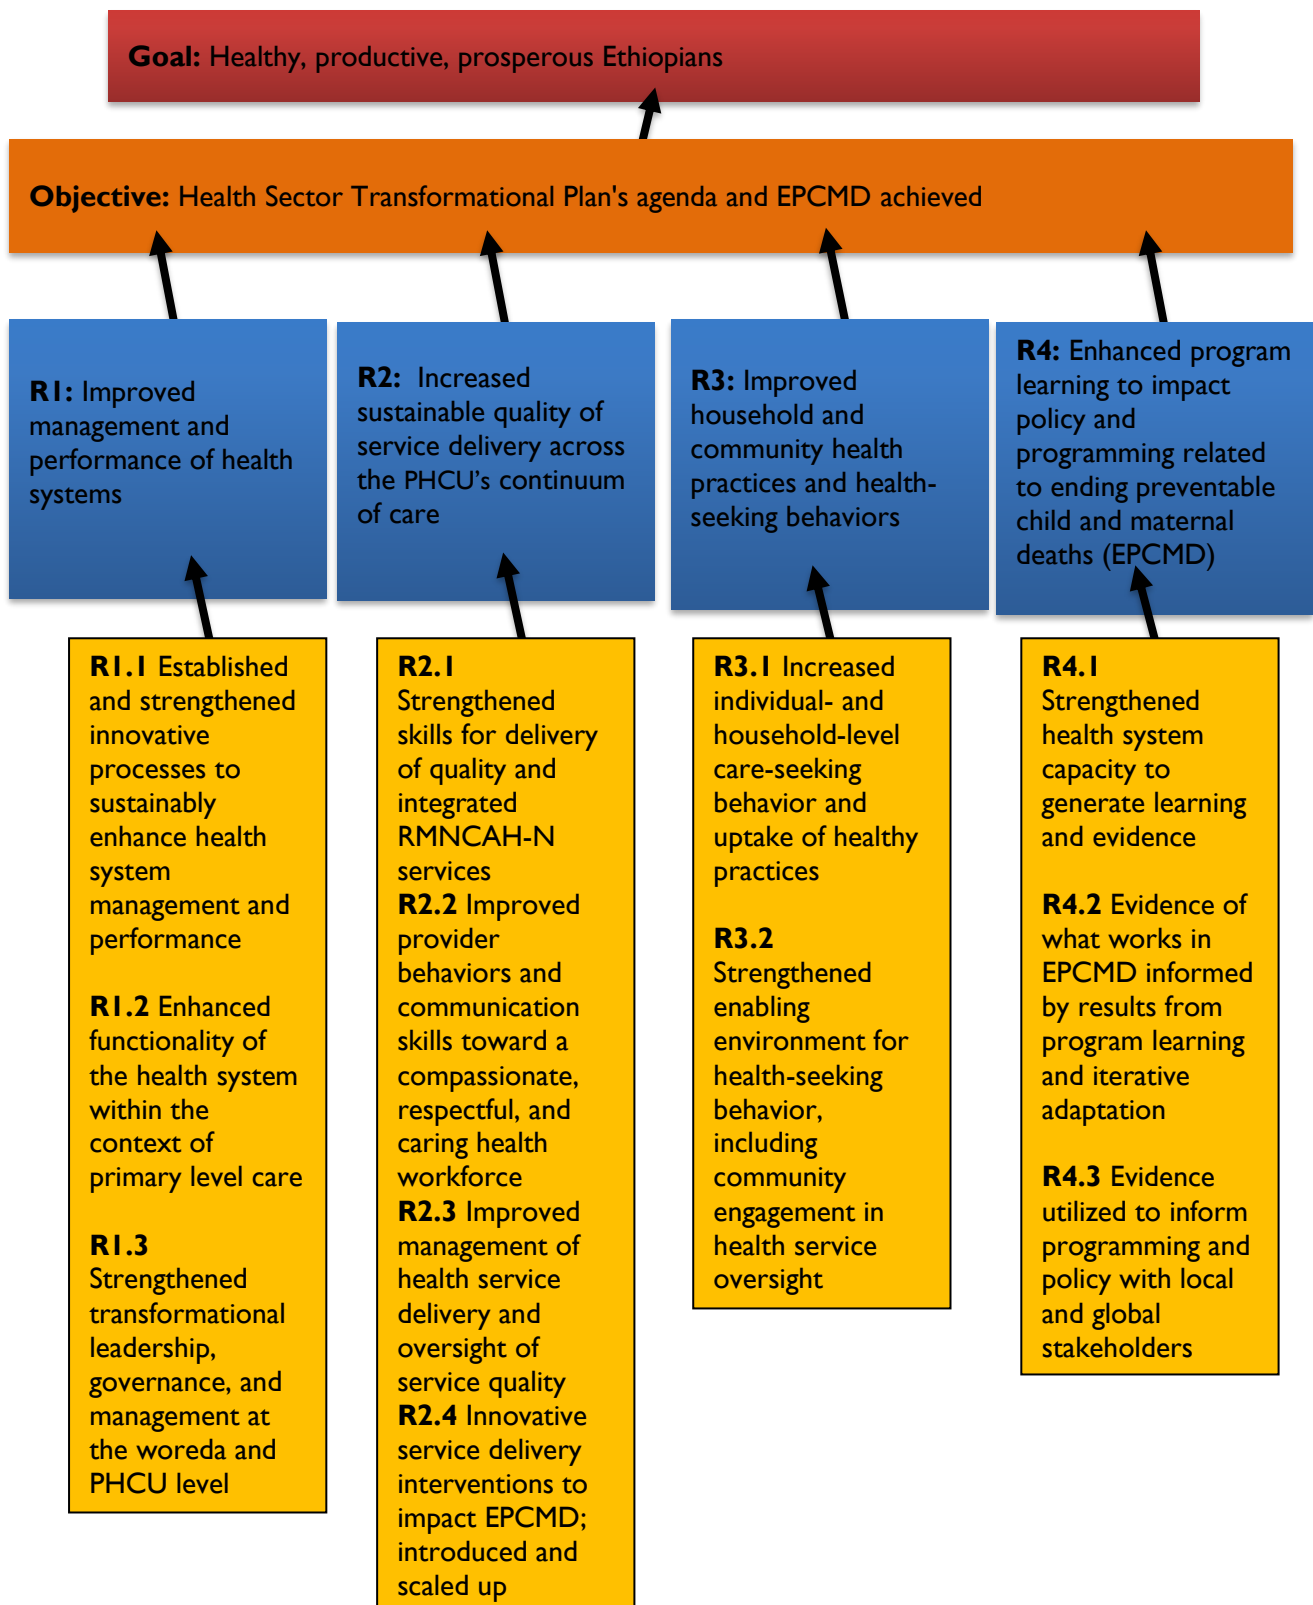 Goal: Healthy, productive, prosperous Ethiopians
Objective: Health Sector Transformational Plan's agenda and EPCMD achieved
R1: Improved
management and
performance of health
systems
R2: Increased
sustainable quality of
service delivery across
the PHCU’s continuum
of care
R3: Improved
household and
community health
practices and health-
seeking behaviors
R4: Enhanced program
learning to impact
policy and
programming related
to ending preventable
child and maternal
deaths (EPCMD)
R1.1 Established
and strengthened
innovative
processes to
sustainably
enhance health
system
management and
performance
R1.2 Enhanced
functionality of
the health system
within the
context of
primary level care
R1.3
Strengthened
transformational
leadership,
governance, and
management at
the woreda and
PHCU level
R2.1
Strengthened
skills for delivery
of quality and
integrated
RMNCAH-N
services
R2.2 Improved
provider
behaviors and
communication
skills toward a
compassionate,
respectful, and
caring health
workforce
R2.3 Improved
management of
health service
delivery and
oversight of
service quality
R2.4 Innovative
service delivery
interventions to
impact EPCMD;
introduced and
scaled up
R3.1 Increased
individual- and
household-level
care-seeking
behavior and
uptake of healthy
practices
R3.2
Strengthened
enabling
environment for
health-seeking
behavior,
including
community
engagement in
health service
oversight
R4.1
Strengthened
health system
capacity to
generate learning
and evidence
R4.2 Evidence of
what works in
EPCMD informed
by results from
program learning
and iterative
adaptation
R4.3 Evidence
utilized to inform
programming and
policy with local
and global
stakeholders